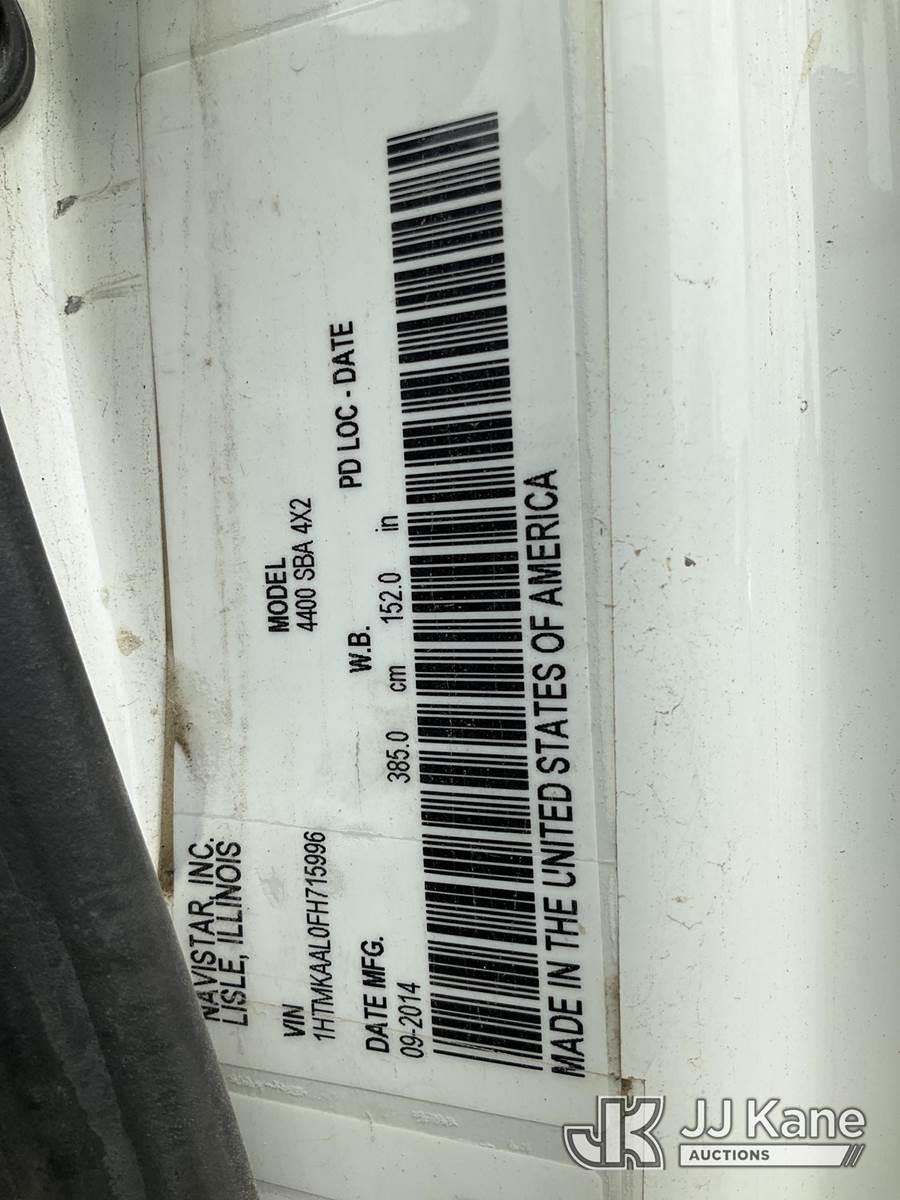 NAVISTAR, INC.
LISLE, ILLINOIS
VIN
1HTMKAAL0FH715996
MODEL
4400 SBA 4X2
DATE MFG.
09-2014
W.B.
385.0 cm 152.0 in
PD LOC - DATE
MADE IN THE UNITED STATES OF AMERICA
JK JJ Kane
AUCTIONS